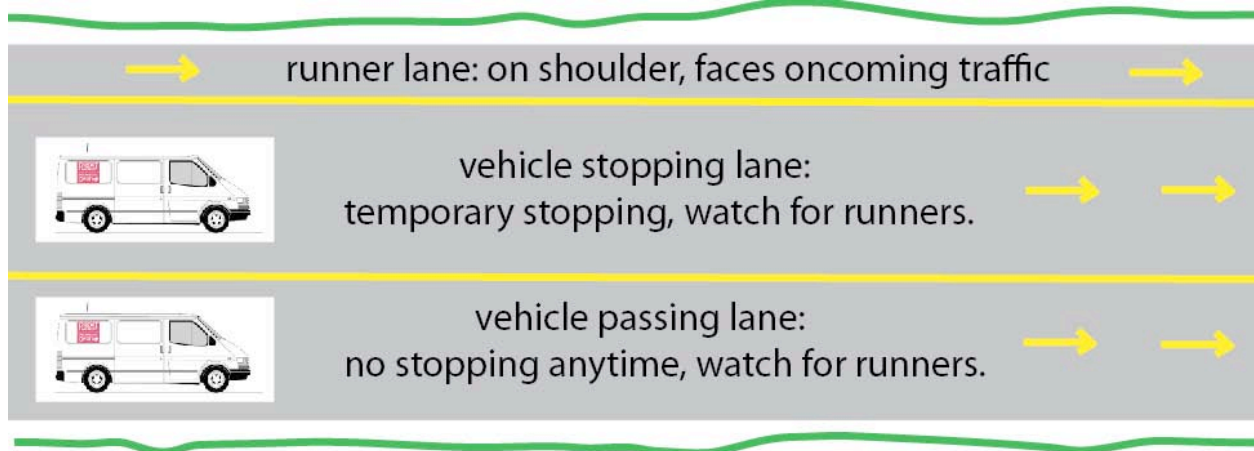 runner lane: on shoulder, faces oncoming traffic
vehicle stopping lane:
temporary stopping, watch for runners.
vehicle passing lane:
no stopping anytime, watch for runners.